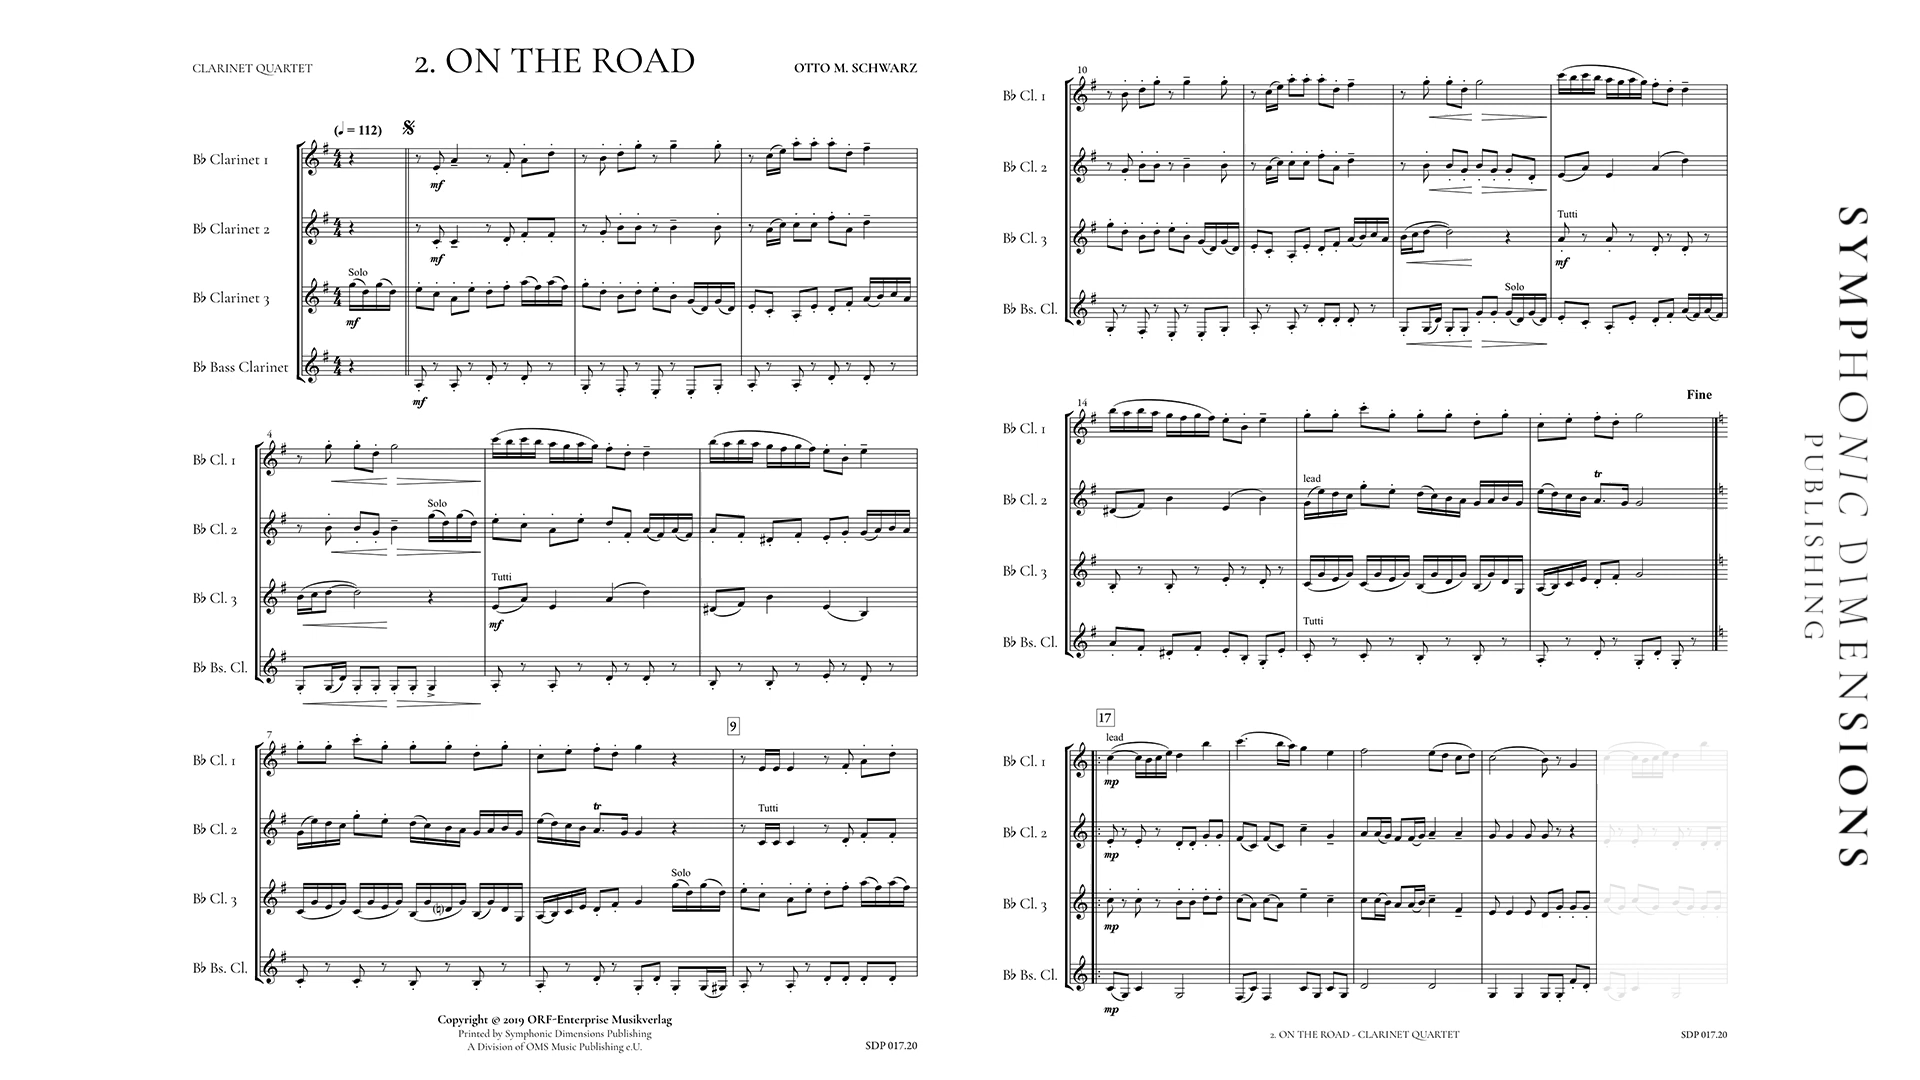 CLARINET QUARTET
2. ON THE ROAD
OTTO M. SCHWARZ
(♩ = 112)
B♭ Clarinet 1
mf
B♭ Clarinet 2
mf
Solo
B♭ Clarinet 3
mf
B♭ Bass Clarinet
mf
4
B♭ Cl. 1
Solo
B♭ Cl. 2
Tutti
B♭ Cl. 3
mf
B♭ Bs. Cl.
7
9
B♭ Cl. 1
Tutti
B♭ Cl. 2
tr
Solo
B♭ Cl. 3
B♭ Bs. Cl.
Copyright © 2019 ORF-Enterprise Musikverlag
Printed by Symphonic Dimensions Publishing
A Division of OMS Music Publishing e.U.
SDP 017.20
10
B♭ Cl. 1
B♭ Cl. 2
Tutti
B♭ Cl. 3
mf
Solo
B♭ Bs. Cl.
Fine
14
B♭ Cl. 1
lead
tr
B♭ Cl. 2
B♭ Cl. 3
Tutti
B♭ Bs. Cl.
17
lead
B♭ Cl. 1
mp
B♭ Cl. 2
mp
B♭ Cl. 3
mp
B♭ Bs. Cl.
mp
2. ON THE ROAD - CLARINET QUARTET
SDP 017.20
SYMPHONIC DIMENSIONS
PUBLISHING